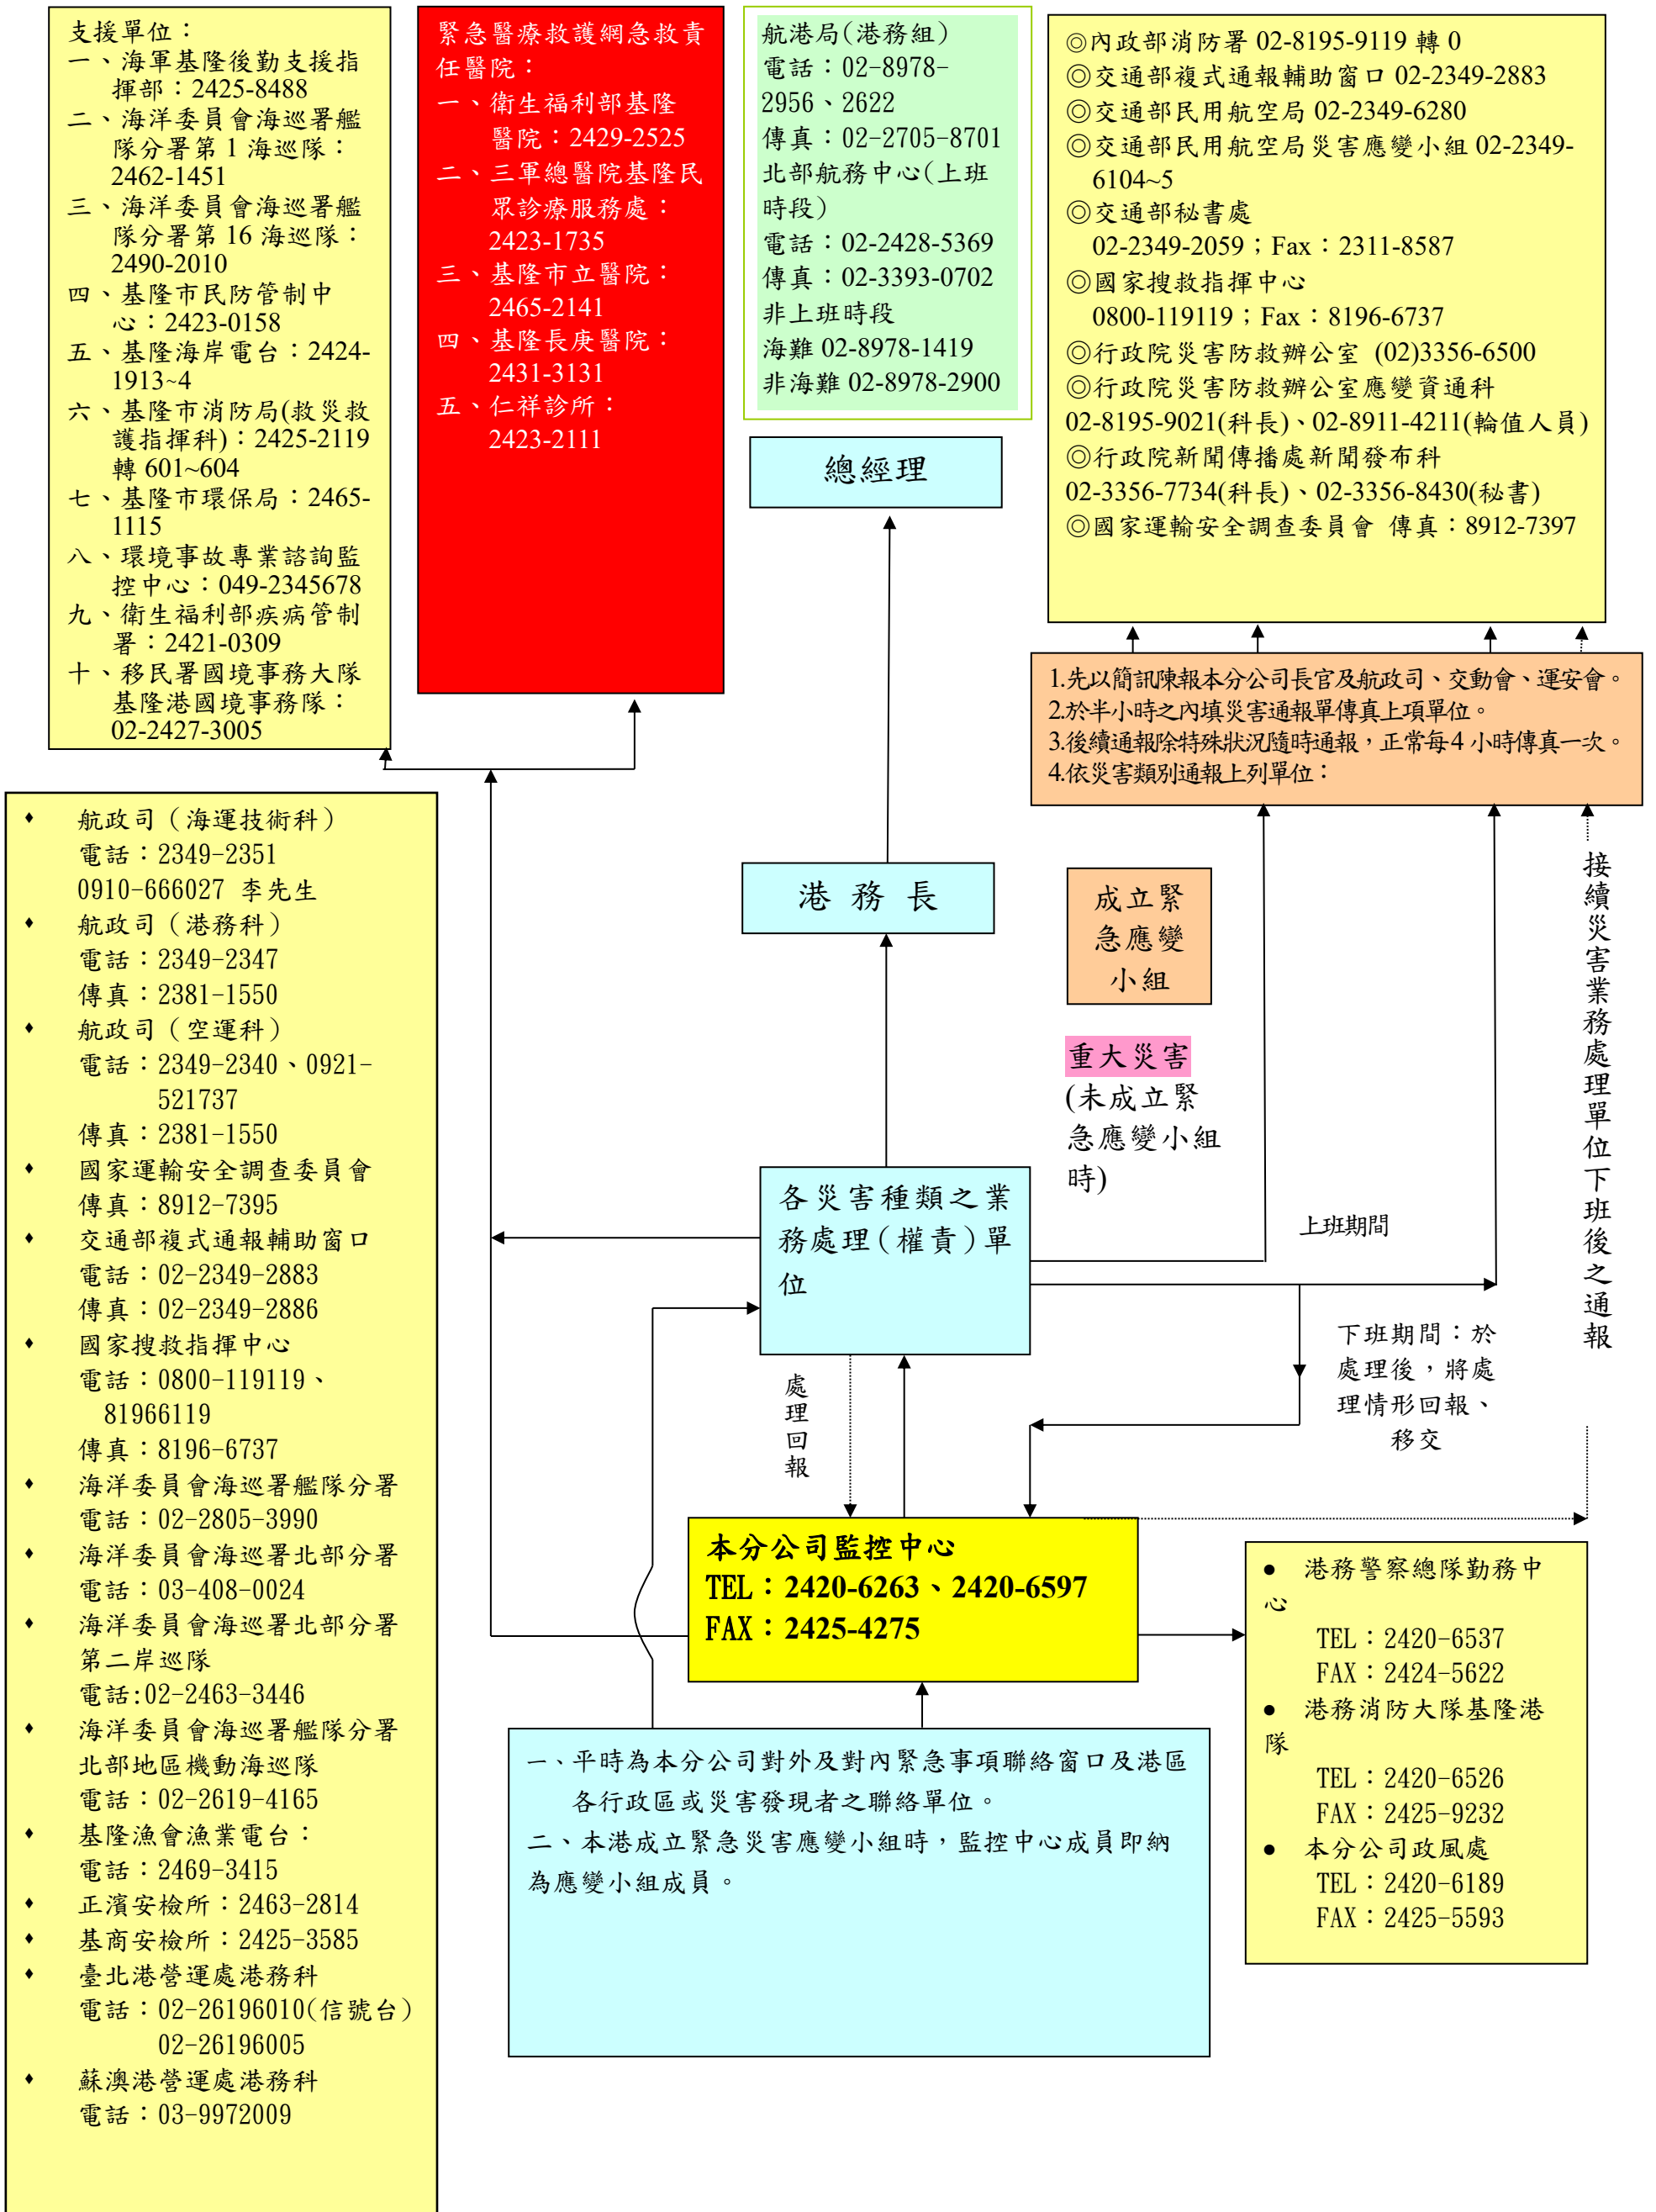 支援單位：
一、海軍基隆後勤支援指
揮部：2425-8488
二、海洋委員會海巡署艦
隊分署第 1 海巡隊：
2462-1451
三、海洋委員會海巡署艦
隊分署第 16 海巡隊：
2490-2010
四、基隆市民防管制中
心：2423-0158
五、基隆海岸電台：2424-
1913~4
六、基隆市消防局(救災救
護指揮科)：2425-2119
轉 601~604
七、基隆市環保局：2465-
1115
八、環境事故專業諮詢監
控中心：049-2345678
九、衛生福利部疾病管制
署：2421-0309
十、移民署國境事務大隊
基隆港國境事務隊：
02-2427-3005
緊急醫療救護網急救責
任醫院：
一、衛生福利部基隆
醫院：2429-2525
二、三軍總醫院基隆民
眾診療服務處：
2423-1735
三、基隆市立醫院：
2465-2141
四、基隆長庚醫院：
2431-3131
五、仁祥診所：
2423-2111
航港局(港務組)
電話：02-8978-
2956、2622
傳真：02-2705-8701
北部航務中心(上班
時段)
電話：02-2428-5369
傳真：02-3393-0702
非上班時段
海難 02-8978-1419
非海難 02-8978-2900
◎內政部消防署 02-8195-9119 轉 0
◎交通部複式通報輔助窗口 02-2349-2883
◎交通部民用航空局 02-2349-6280
◎交通部民用航空局災害應變小組 02-2349-
6104~5
◎交通部秘書處
02-2349-2059；Fax：2311-8587
◎國家搜救指揮中心
0800-119119；Fax：8196-6737
◎行政院災害防救辦公室 (02)3356-6500
◎行政院災害防救辦公室應變資通科
02-8195-9021(科長)、02-8911-4211(輪值人員)
◎行政院新聞傳播處新聞發布科
02-3356-7734(科長)、02-3356-8430(秘書)
◎國家運輸安全調查委員會 傳真：8912-7397
總經理
1.先以簡訊陳報本分公司長官及航政司、交動會、運安會。
2.於半小時之內填災害通報單傳真上項單位。
3.後續通報除特殊狀況隨時通報，正常每4 小時傳真一次。
4.依災害類別通報上列單位：
♦ 航政司（海運技術科）
電話：2349-2351
0910-666027 李先生
♦ 航政司（港務科）
電話：2349-2347
傳真：2381-1550
♦ 航政司（空運科）
電話：2349-2340、0921-
521737
傳真：2381-1550
♦ 國家運輸安全調查委員會
傳真：8912-7395
♦ 交通部複式通報輔助窗口
電話：02-2349-2883
傳真：02-2349-2886
♦ 國家搜救指揮中心
電話：0800-119119、
81966119
傳真：8196-6737
♦ 海洋委員會海巡署艦隊分署
電話：02-2805-3990
♦ 海洋委員會海巡署北部分署
電話：03-408-0024
♦ 海洋委員會海巡署北部分署
第二岸巡隊
電話:02-2463-3446
♦ 海洋委員會海巡署艦隊分署
北部地區機動海巡隊
電話：02-2619-4165
♦ 基隆漁會漁業電台：
電話：2469-3415
♦ 正濱安檢所：2463-2814
♦ 基商安檢所：2425-3585
♦ 臺北港營運處港務科
電話：02-26196010(信號台)
02-26196005
♦ 蘇澳港營運處港務科
電話：03-9972009
港 務 長
成立緊
急應變
小組
重大災害
(未成立緊
急應變小組
時)
接續災害業務處理單位下班後之通報
各災害種類之業
務處理(權責)單
位
上班期間
下班期間：於
處理後，將處
理情形回報、
移交
處理回報
本分公司監控中心
TEL：2420-6263、2420-6597
FAX：2425-4275
● 港務警察總隊勤務中
心
TEL：2420-6537
FAX：2424-5622
● 港務消防大隊基隆港
隊
TEL：2420-6526
FAX：2425-9232
● 本分公司政風處
TEL：2420-6189
FAX：2425-5593
一、平時為本分公司對外及對內緊急事項聯絡窗口及港區
各行政區或災害發現者之聯絡單位。
二、本港成立緊急災害應變小組時，監控中心成員即納
為應變小組成員。